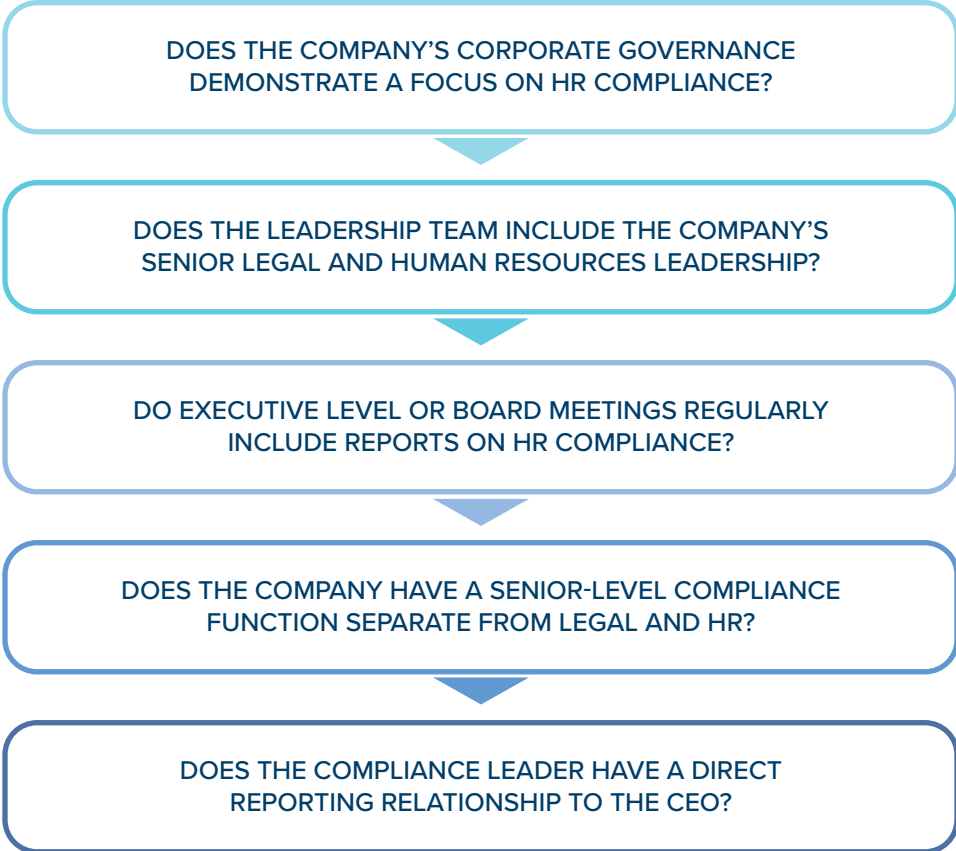 DOES THE COMPANY’S CORPORATE GOVERNANCE
DEMONSTRATE A FOCUS ON HR COMPLIANCE?
DOES THE LEADERSHIP TEAM INCLUDE THE COMPANY’S
SENIOR LEGAL AND HUMAN RESOURCES LEADERSHIP?
DO EXECUTIVE LEVEL OR BOARD MEETINGS REGULARLY
INCLUDE REPORTS ON HR COMPLIANCE?
DOES THE COMPANY HAVE A SENIOR-LEVEL COMPLIANCE
FUNCTION SEPARATE FROM LEGAL AND HR?
DOES THE COMPLIANCE LEADER HAVE A DIRECT
REPORTING RELATIONSHIP TO THE CEO?